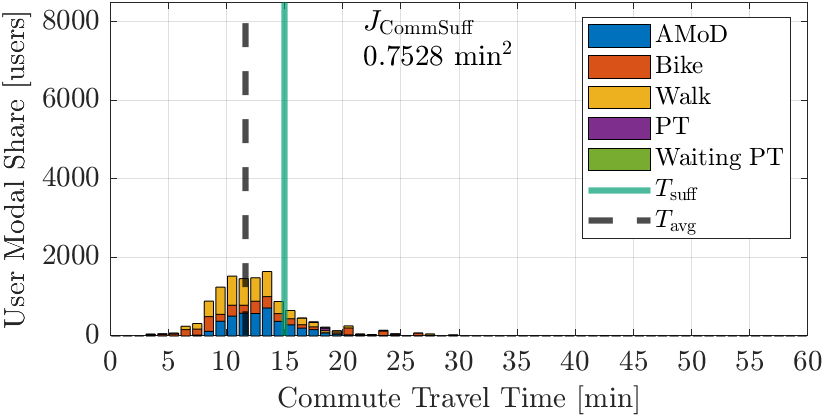 J_CommSuff
0.7528 min²
AMoD
Bike
Walk
PT
Waiting PT
T_suff
T_avg
User Modal Share [users]
8000
6000
4000
2000
0
0 5 10 15 20 25 30 35 40 45 50 55 60
Commute Travel Time [min]